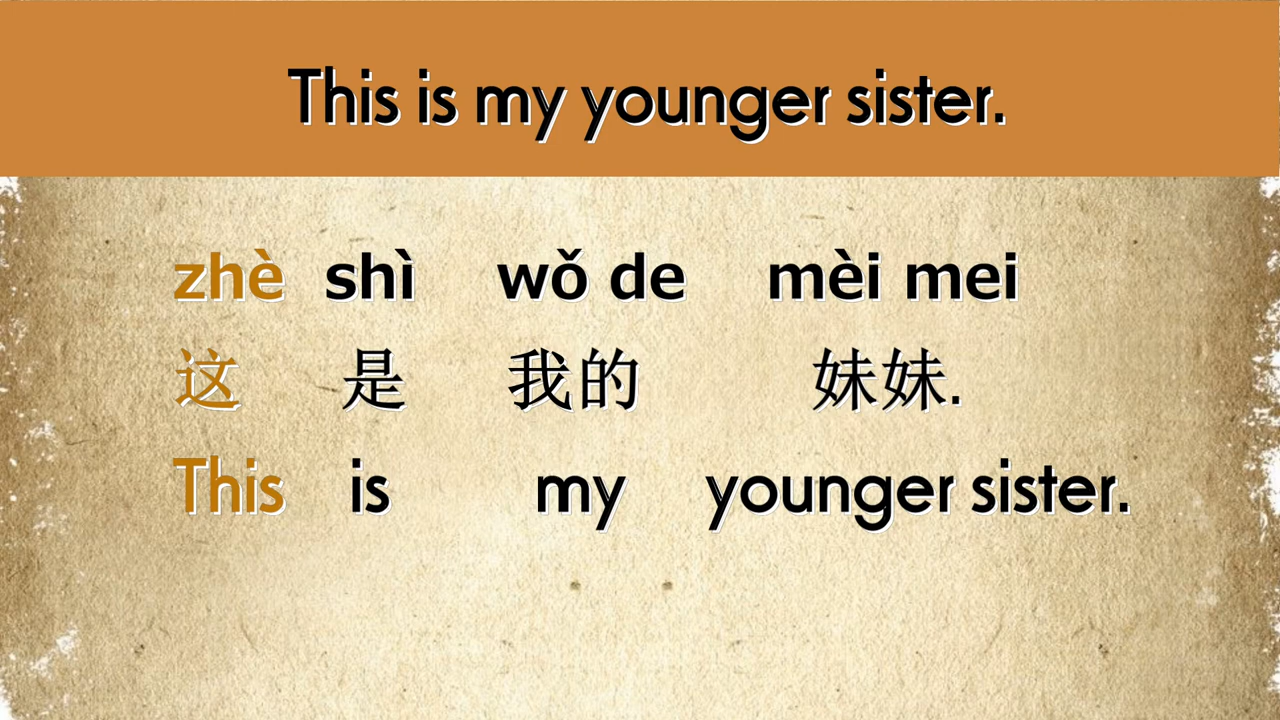 This is my younger sister.
zhè shì wǒ de mèi mei
这 是 我的 妹妹.
This is my younger sister.